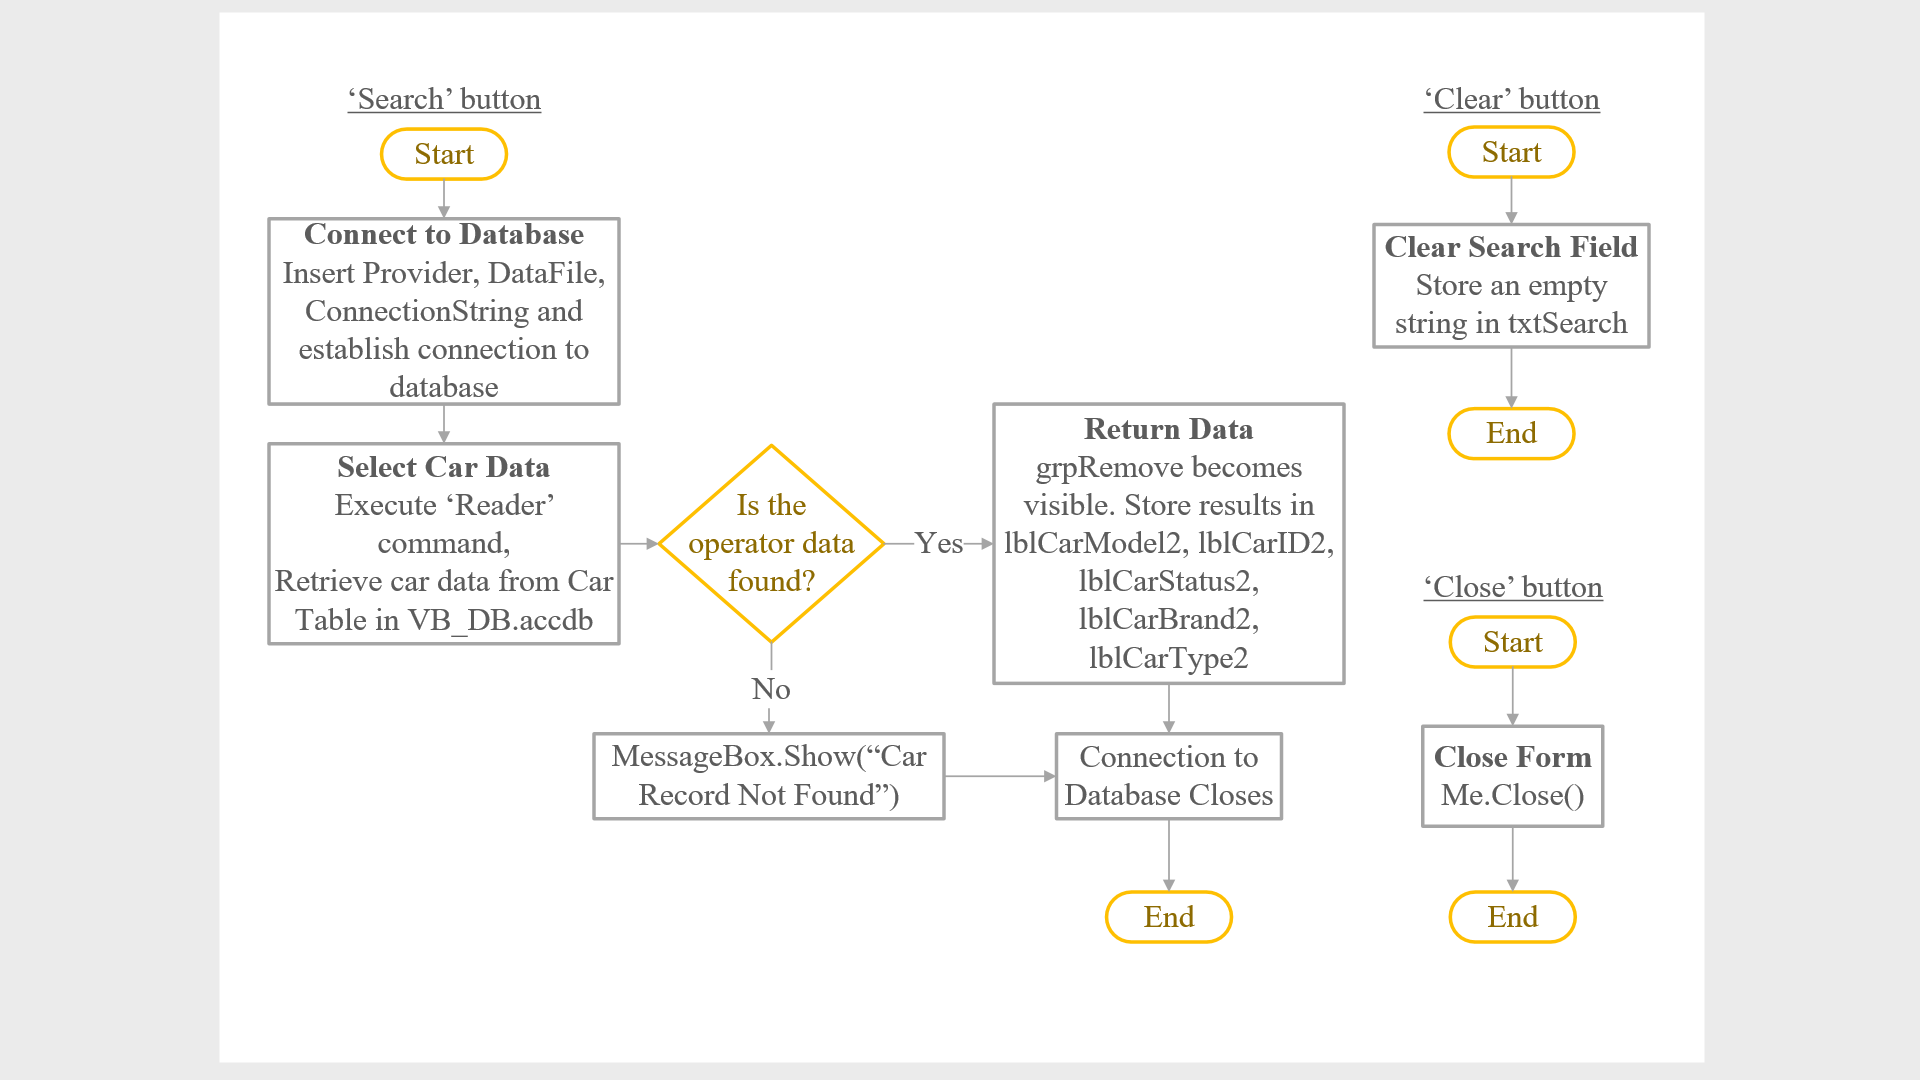 ‘Search’ button
Start
Connect to Database
Insert Provider, DataFile,
ConnectionString and
establish connection to
database
Select Car Data
Execute ‘Reader’
command,
Retrieve car data from Car
Table in VB_DB.accdb
Is the
operator data
found?
Yes
No
MessageBox.Show(“Car
Record Not Found”)
Return Data
grpRemove becomes
visible. Store results in
lblCarModel2, lblCarID2,
lblCarStatus2,
lblCarBrand2,
lblCarType2
Connection to
Database Closes
End
‘Clear’ button
Start
Clear Search Field
Store an empty
string in txtSearch
End
‘Close’ button
Start
Close Form
Me.Close()
End